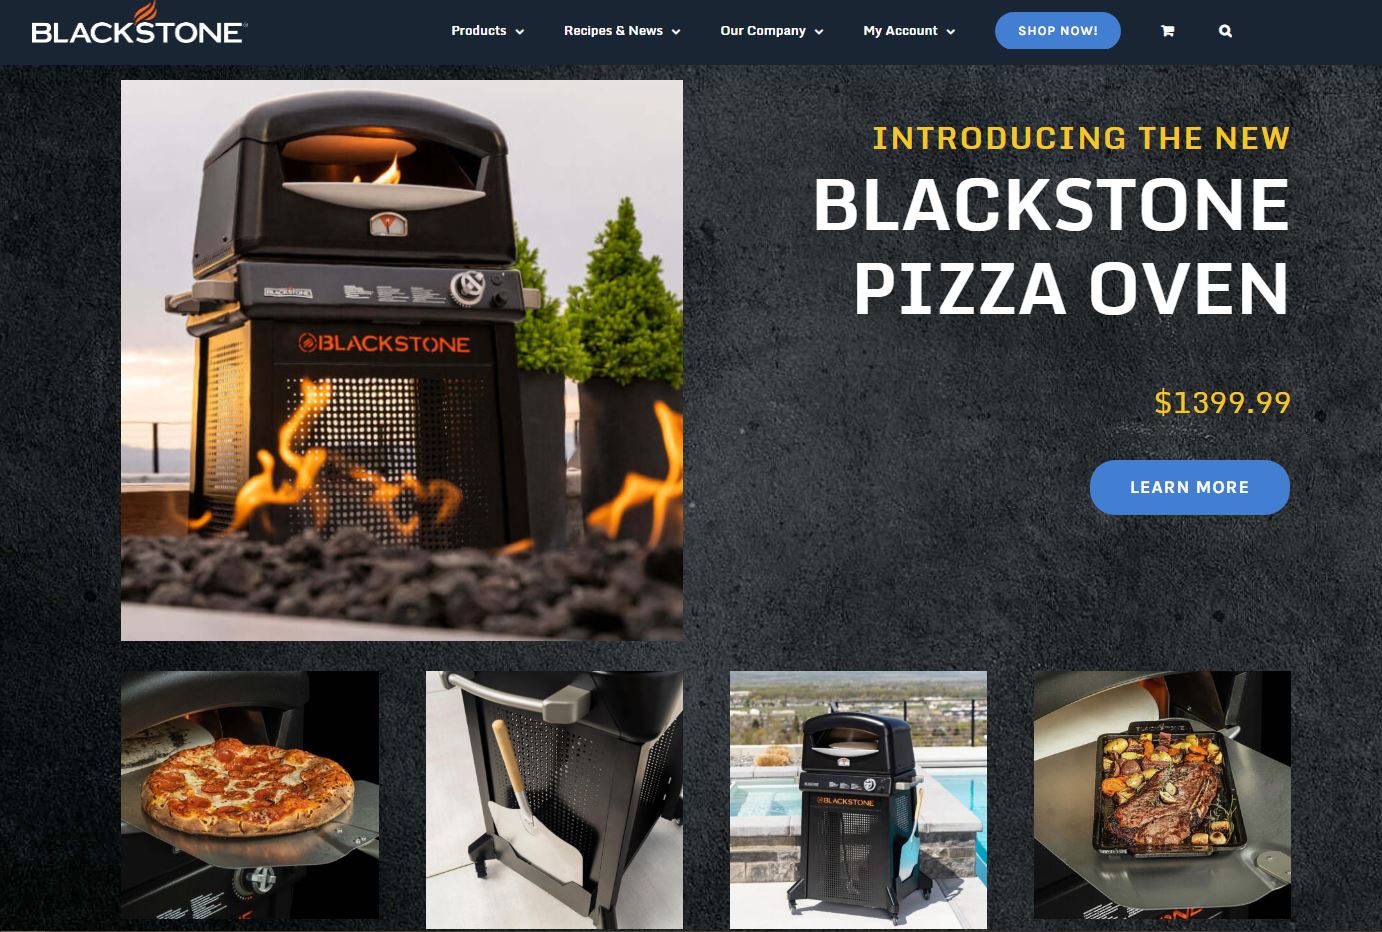 BLACKSTONE
Products
Recipes & News
Our Company
My Account
SHOP NOW!
INTRODUCING THE NEW
BLACKSTONE
PIZZA OVEN
$1399.99
LEARN MORE
BLACKSTONE
BLACKSTONE
BLACKSTONE